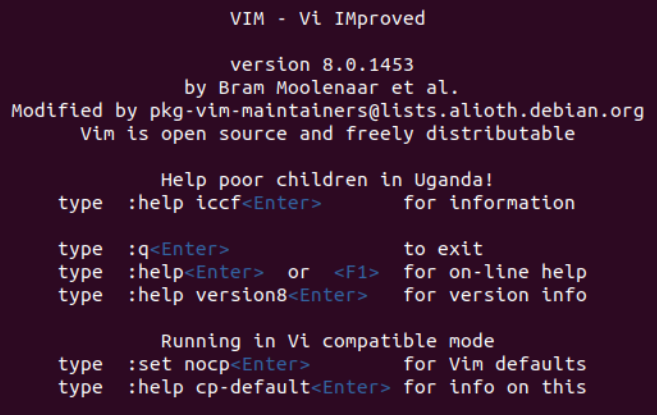 VIM - Vi IMproved
version 8.0.1453
by Bram Moolenaar et al.
Modified by pkg-vim-maintainers@lists.alioth.debian.org
Vim is open source and freely distributable
Help poor children in Uganda!
type  :help iccf<Enter>       for information
type  :q<Enter>               to exit
type  :help<Enter>  or  <F1>  for on-line help
type  :help version8<Enter>   for version info
Running in Vi compatible mode
type  :set nocp<Enter>        for Vim defaults
type  :help cp-default<Enter> for info on this